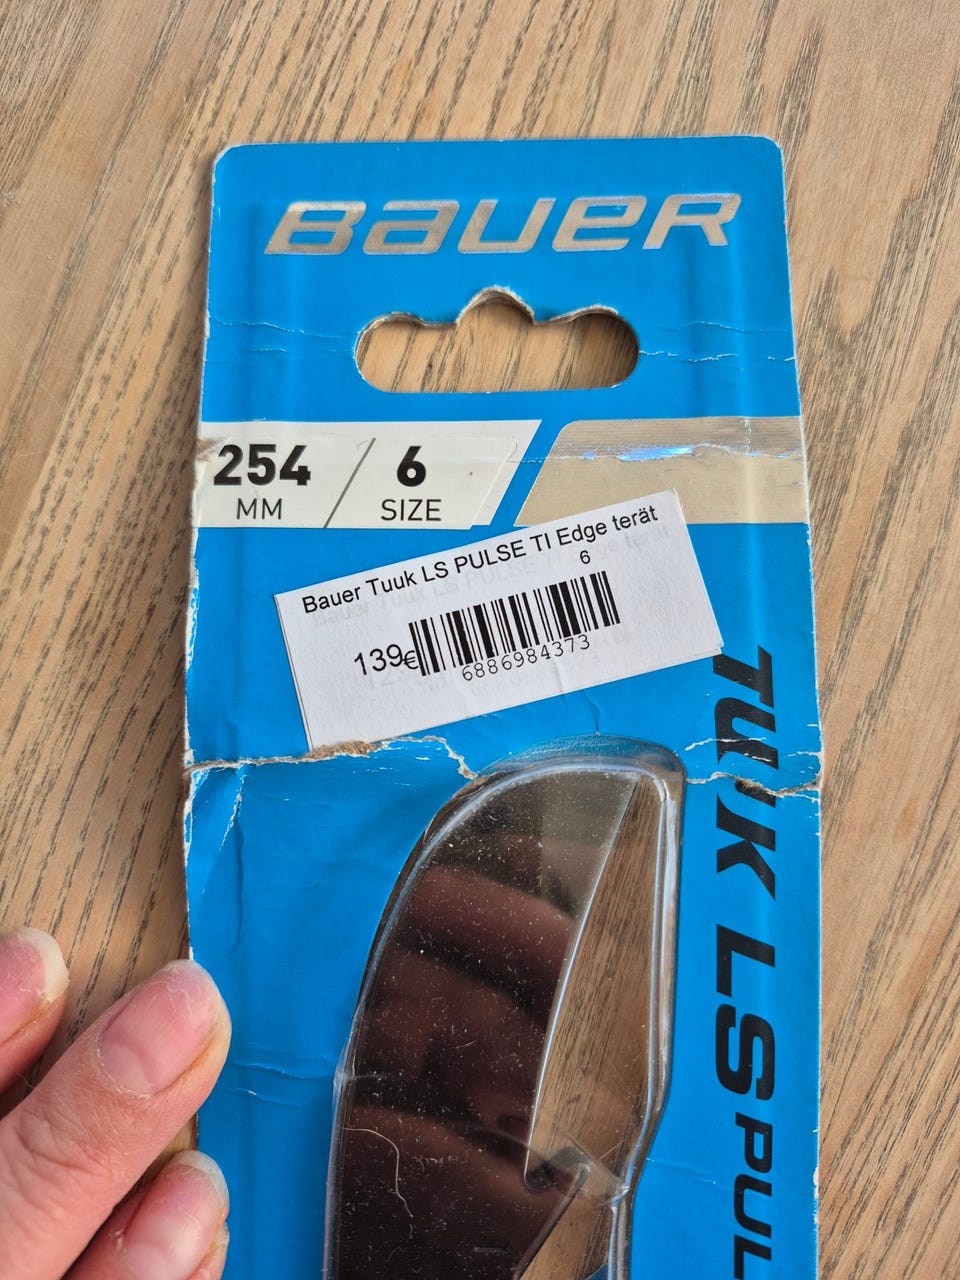 BAUER
254 / 6
MM SIZE
Bauer Tuuk LS PULSE TI Edge terät
6
139€
6886984373
TUUK LS PUL